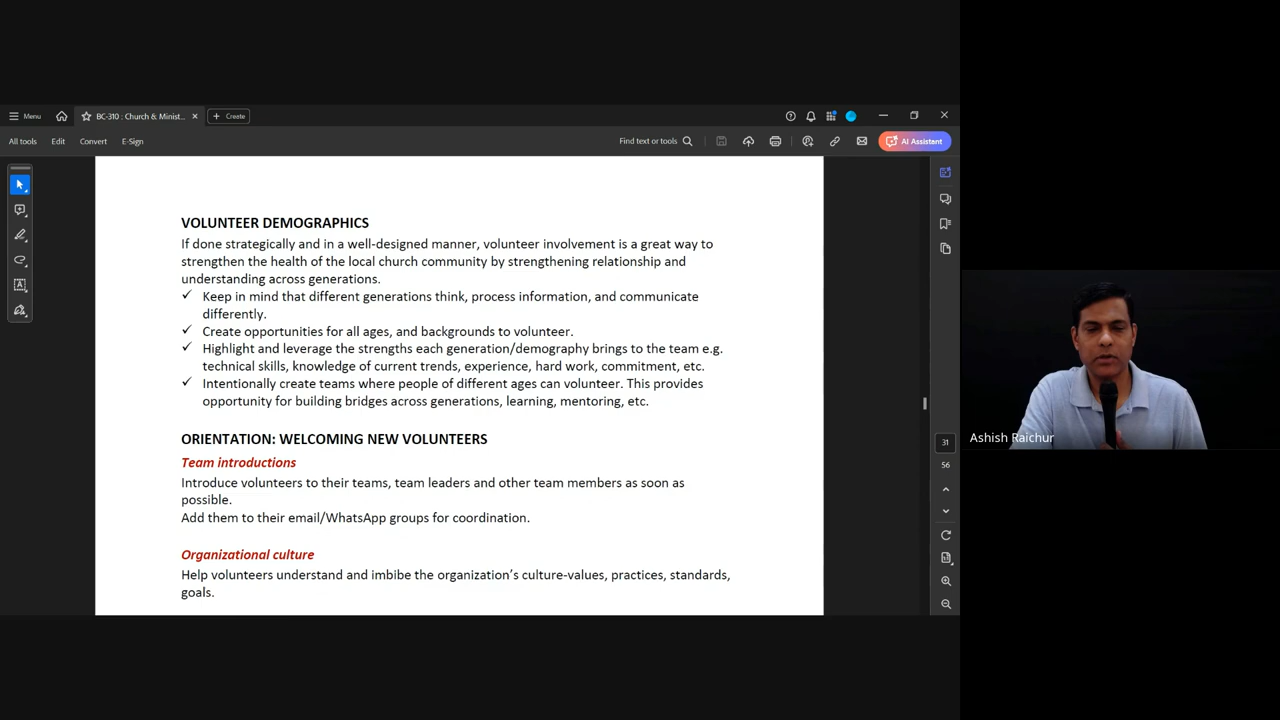 Menu
BC-310 : Church & Minist...
Create
All tools
Edit
Convert
E-Sign
Find text or tools
AI Assistant
VOLUNTEER DEMOGRAPHICS
If done strategically and in a well-designed manner, volunteer involvement is a great way to
strengthen the health of the local church community by strengthening relationship and
understanding across generations.
✓ Keep in mind that different generations think, process information, and communicate
differently.
✓ Create opportunities for all ages, and backgrounds to volunteer.
✓ Highlight and leverage the strengths each generation/demography brings to the team e.g.
technical skills, knowledge of current trends, experience, hard work, commitment, etc.
✓ Intentionally create teams where people of different ages can volunteer. This provides
opportunity for building bridges across generations, learning, mentoring, etc.
ORIENTATION: WELCOMING NEW VOLUNTEERS
Team introductions
Introduce volunteers to their teams, team leaders and other team members as soon as
possible.
Add them to their email/WhatsApp groups for coordination.
Organizational culture
Help volunteers understand and imbibe the organization's culture-values, practices, standards,
goals.
31
56
Ashish Raichur